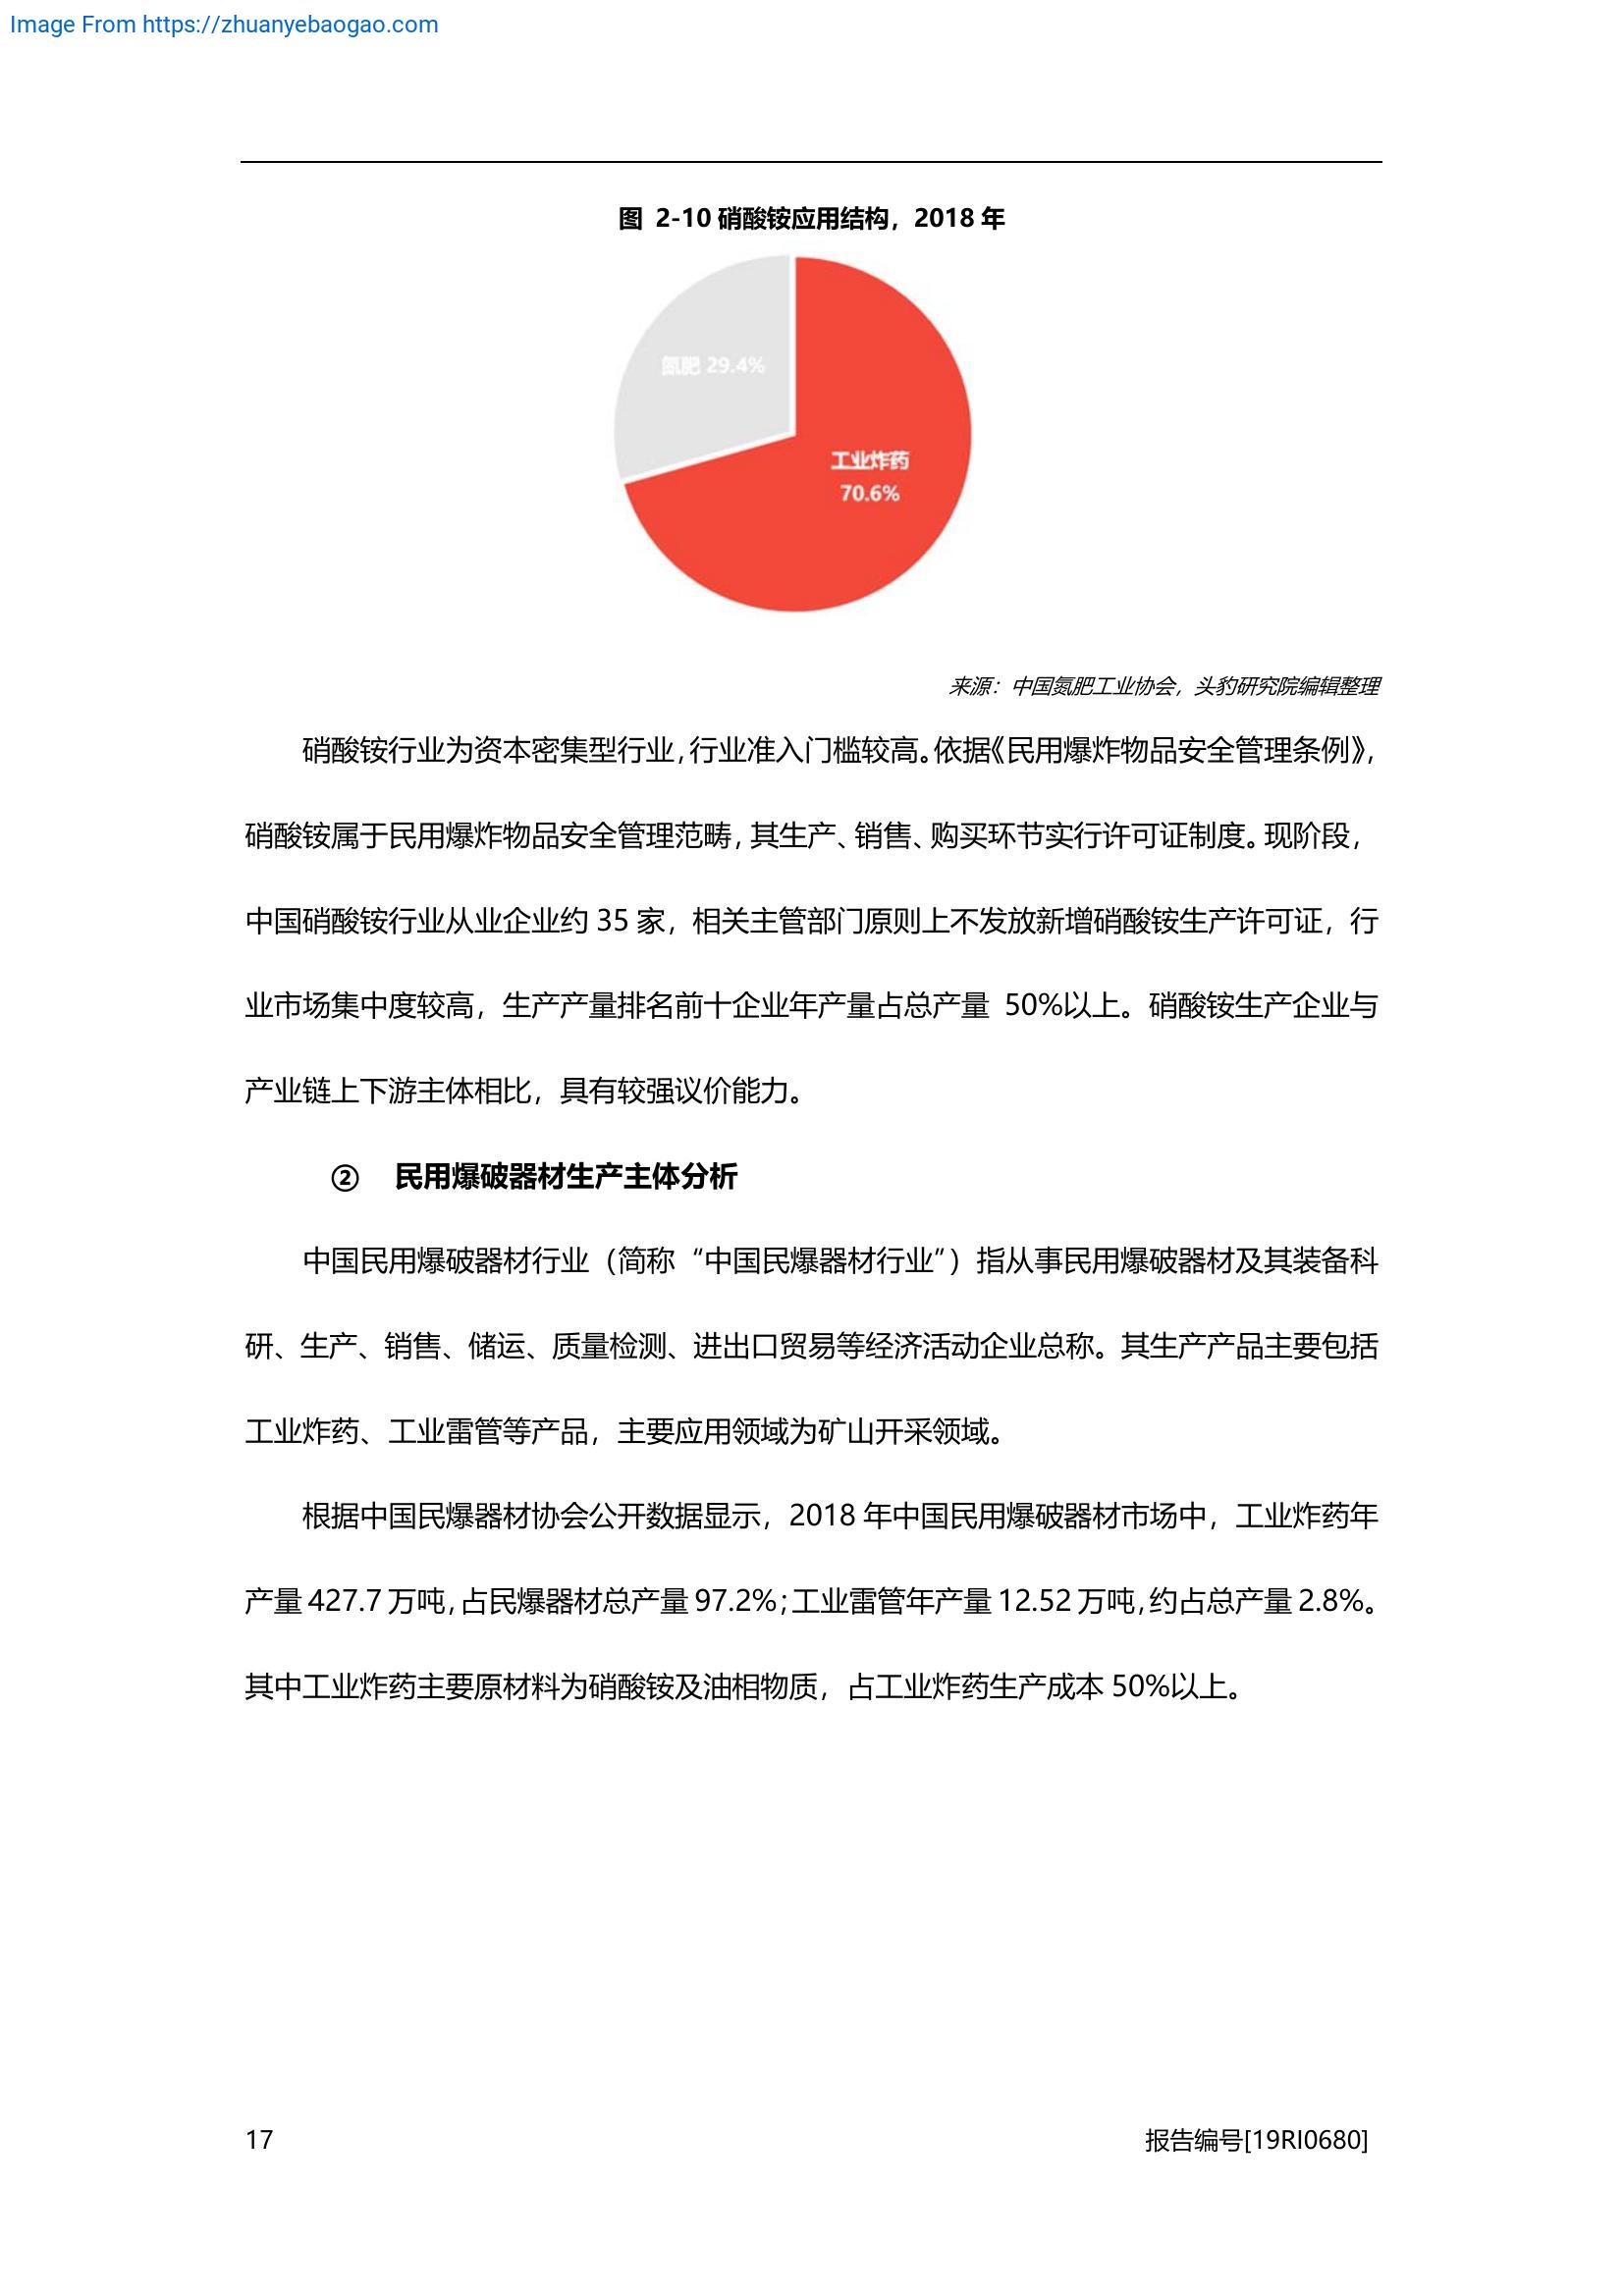 Image From https://zhuanyebaogao.com
图 2-10 硝酸铵应用结构，2018 年
氮肥 29.4%
工业炸药
70.6%
来源：中国氮肥工业协会，头豹研究院编辑整理
硝酸铵行业为资本密集型行业，行业准入门槛较高。依据《民用爆炸物品安全管理条例》，
硝酸铵属于民用爆炸物品安全管理范畴，其生产、销售、购买环节实行许可证制度。现阶段，
中国硝酸铵行业从业企业约 35 家，相关主管部门原则上不发放新增硝酸铵生产许可证，行
业市场集中度较高，生产产量排名前十企业年产量占总产量 50%以上。硝酸铵生产企业与
产业链上下游主体相比，具有较强议价能力。
② 民用爆破器材生产主体分析
中国民用爆破器材行业（简称“中国民爆器材行业”）指从事民用爆破器材及其装备科
研、生产、销售、储运、质量检测、进出口贸易等经济活动企业总称。其生产产品主要包括
工业炸药、工业雷管等产品，主要应用领域为矿山开采领域。
根据中国民爆器材协会公开数据显示，2018 年中国民用爆破器材市场中，工业炸药年
产量 427.7 万吨，占民爆器材总产量 97.2%；工业雷管年产量 12.52 万吨，约占总产量 2.8%。
其中工业炸药主要原材料为硝酸铵及油相物质，占工业炸药生产成本 50%以上。
17
报告编号[19RI0680]